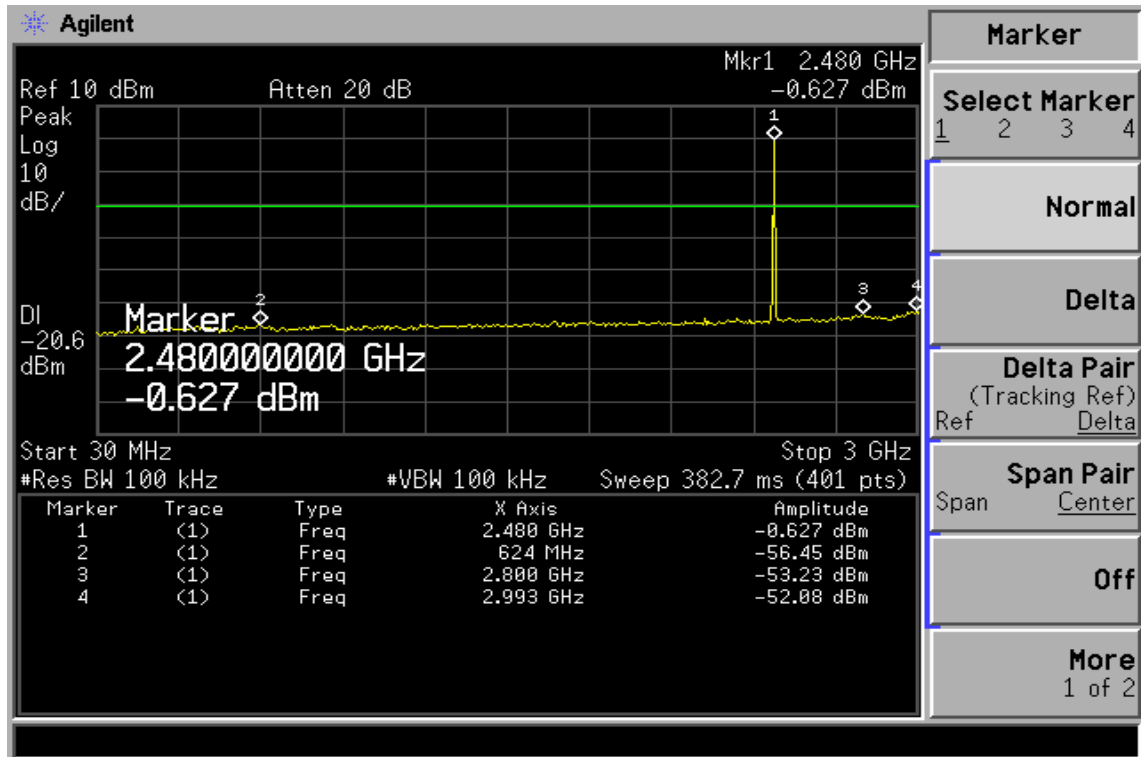 Agilent
Mkr1 2.480 GHz
Ref 10 dBm Atten 20 dB -0.627 dBm
Peak
Log
10
dB/
1
2
3
4
DI
-20.6
dBm
Marker
2.480000000 GHz
-0.627 dBm
Start 30 MHz Stop 3 GHz
#Res BW 100 kHz #VBW 100 kHz Sweep 382.7 ms (401 pts)
Marker Trace Type X Axis Amplitude
1 (1) Freq 2.480 GHz -0.627 dBm
2 (1) Freq 624 MHz -56.45 dBm
3 (1) Freq 2.800 GHz -53.23 dBm
4 (1) Freq 2.993 GHz -52.08 dBm
Marker
Select Marker
1 2 3 4
Normal
Delta
Delta Pair
(Tracking Ref)
Ref Delta
Span Pair
Span Center
Off
More
1 of 2